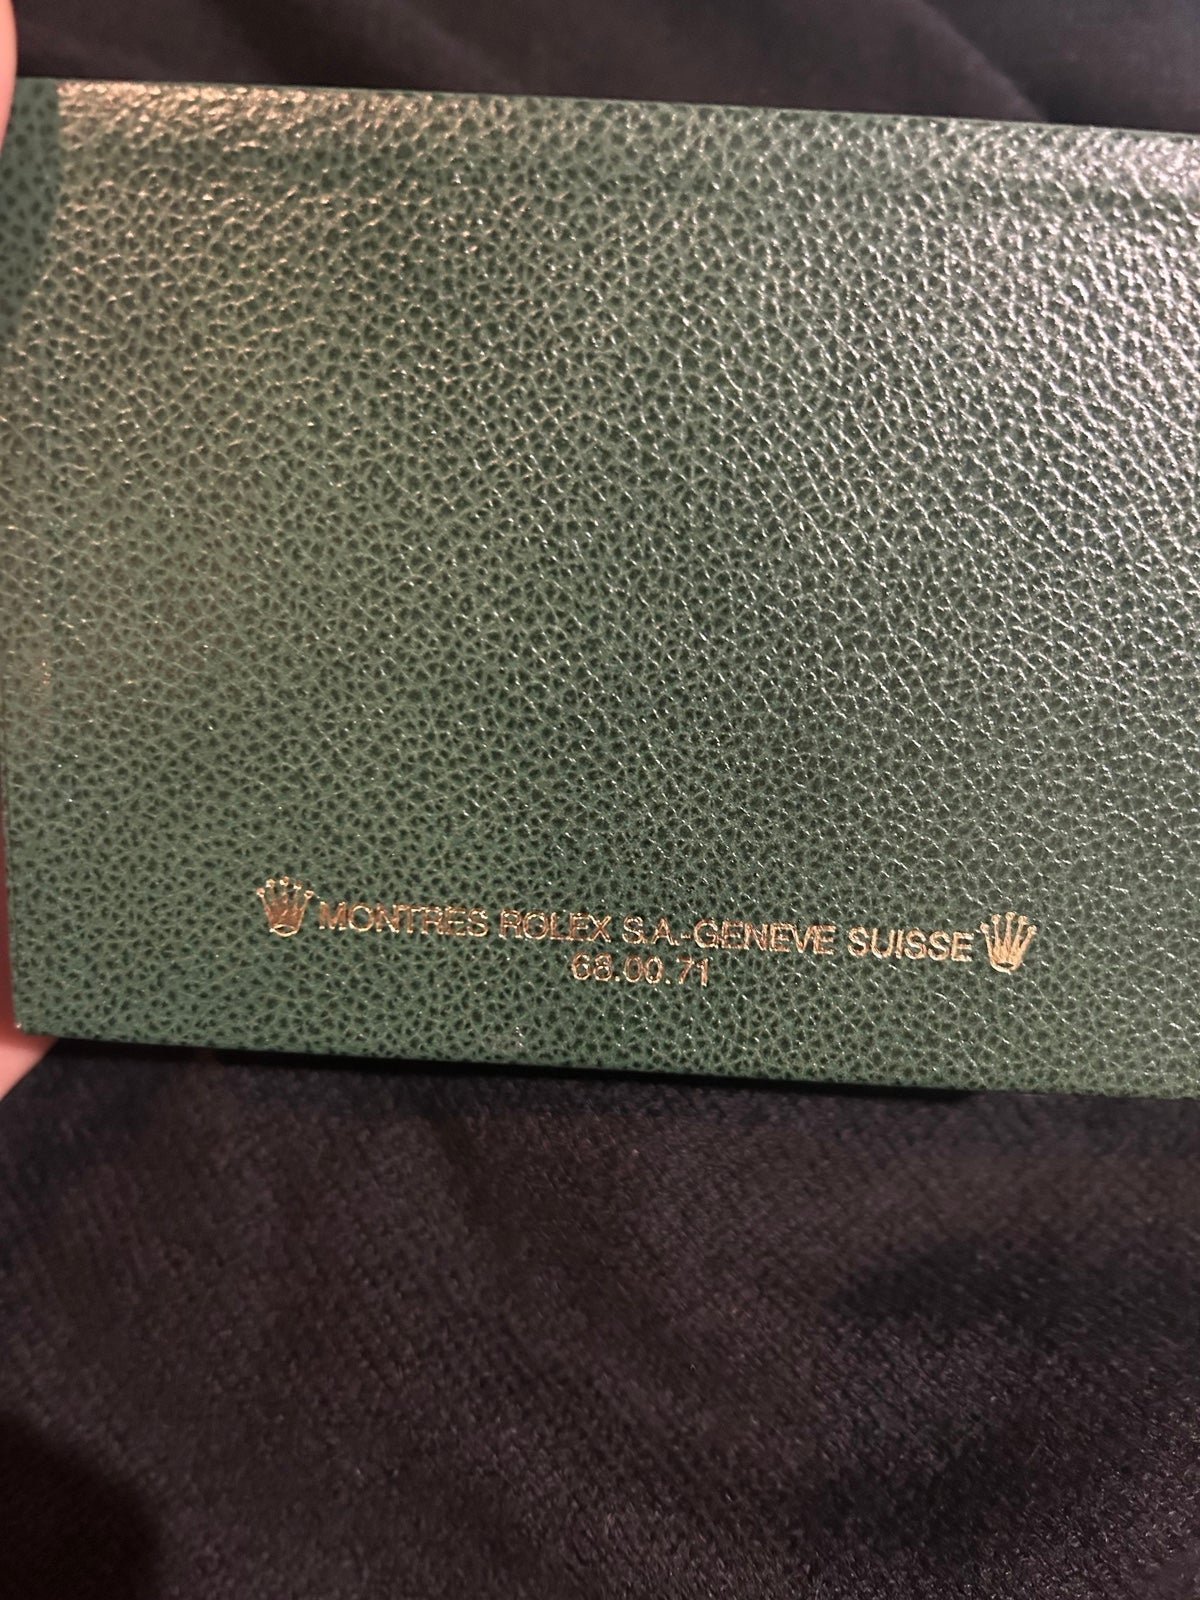 MONTRES ROLEX S.A.-GENEVE SUISSE
68.00.71